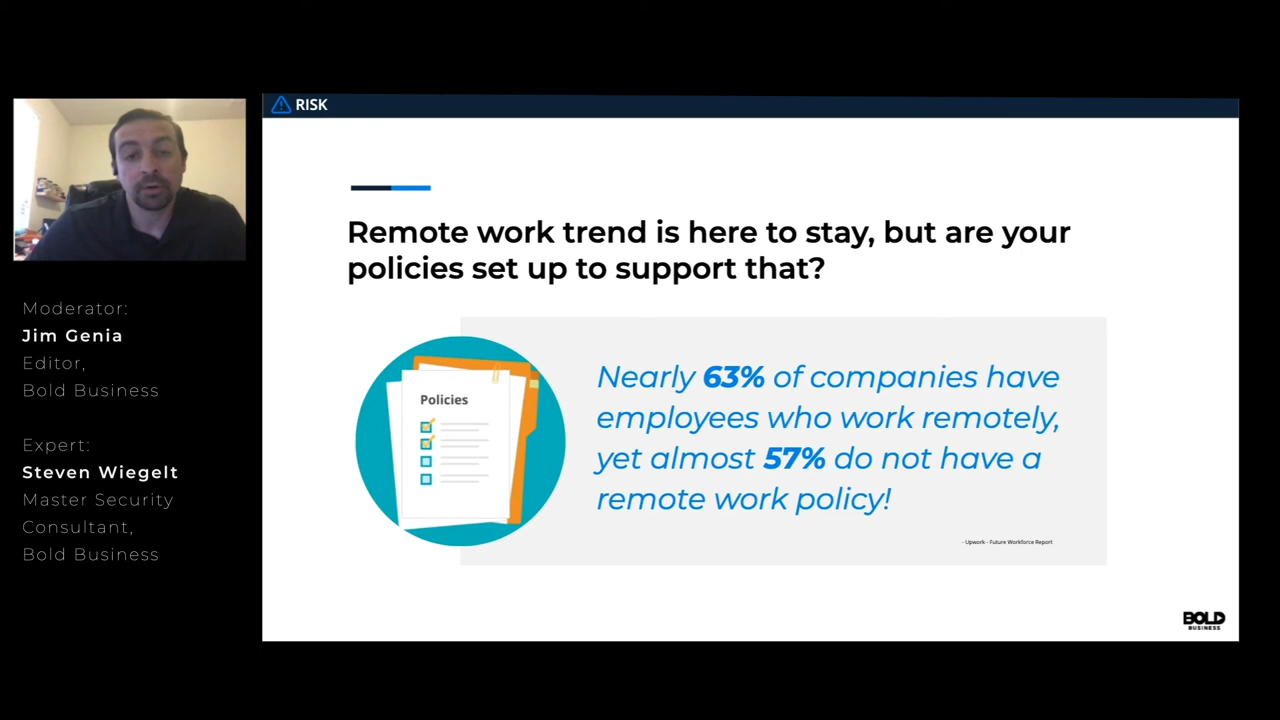 RISK
Moderator:
Jim Genia
Editor,
Bold Business
Expert:
Steven Wiegelt
Master Security
Consultant,
Bold Business
Remote work trend is here to stay, but are your
policies set up to support that?
Policies
Nearly 63% of companies have
employees who work remotely,
yet almost 57% do not have a
remote work policy!
- Upwork - Future Workforce Report
BOLD
BUSINESS